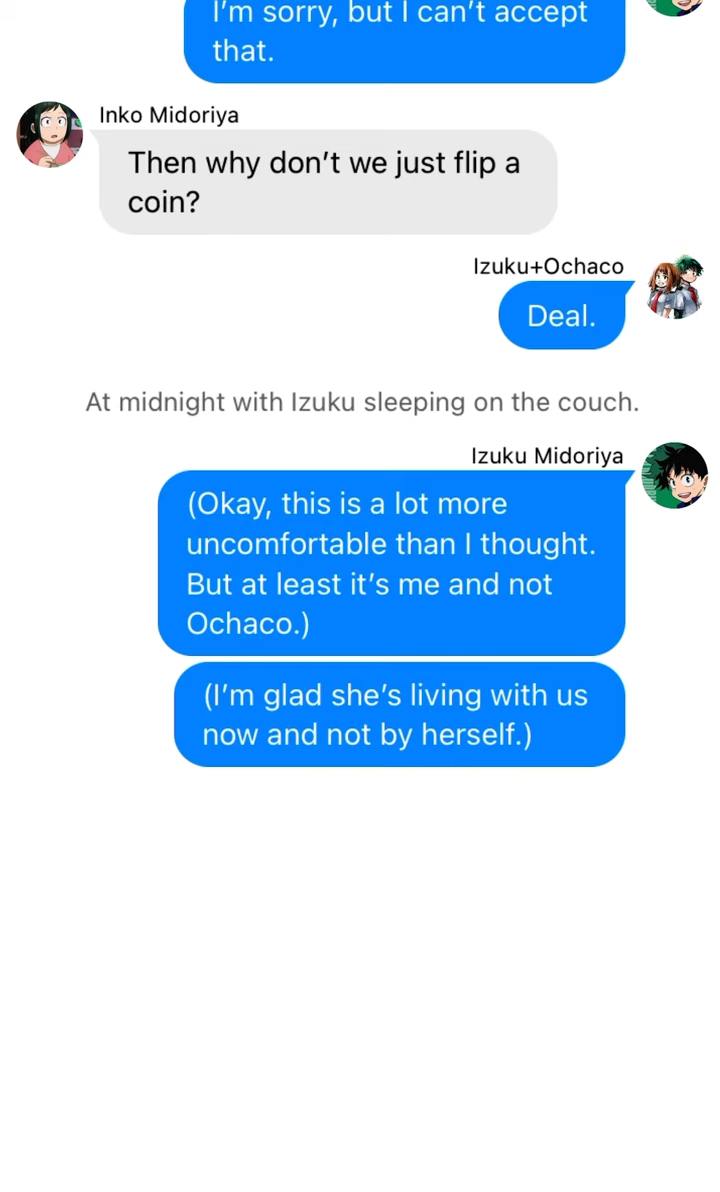 I'm sorry, but I can't accept
that.
Inko Midoriya
Then why don't we just flip a
coin?
Izuku+Ochaco
Deal.
At midnight with Izuku sleeping on the couch.
Izuku Midoriya
(Okay, this is a lot more
uncomfortable than I thought.
But at least it's me and not
Ochaco.)
(I'm glad she's living with us
now and not by herself.)